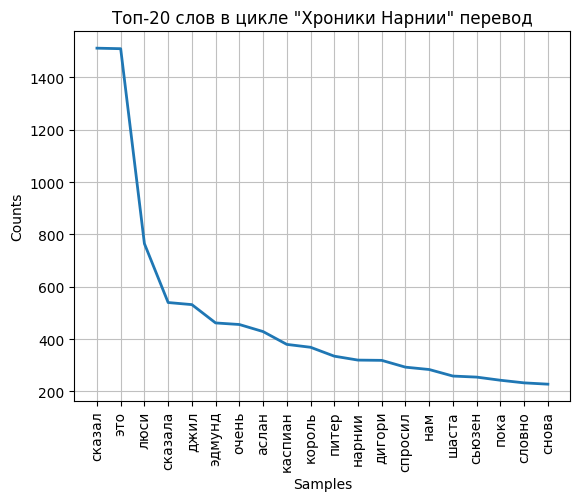 Топ-20 слов в цикле "Хроники Нарнии" перевод
Counts
1400
1200
1000
800
600
400
200
сказал
это
люси
сказала
джил
эдмунд
очень
аслан
каспиан
король
питер
нарнии
дигори
спросил
нам
шаста
сьюзен
пока
словно
снова
Samples